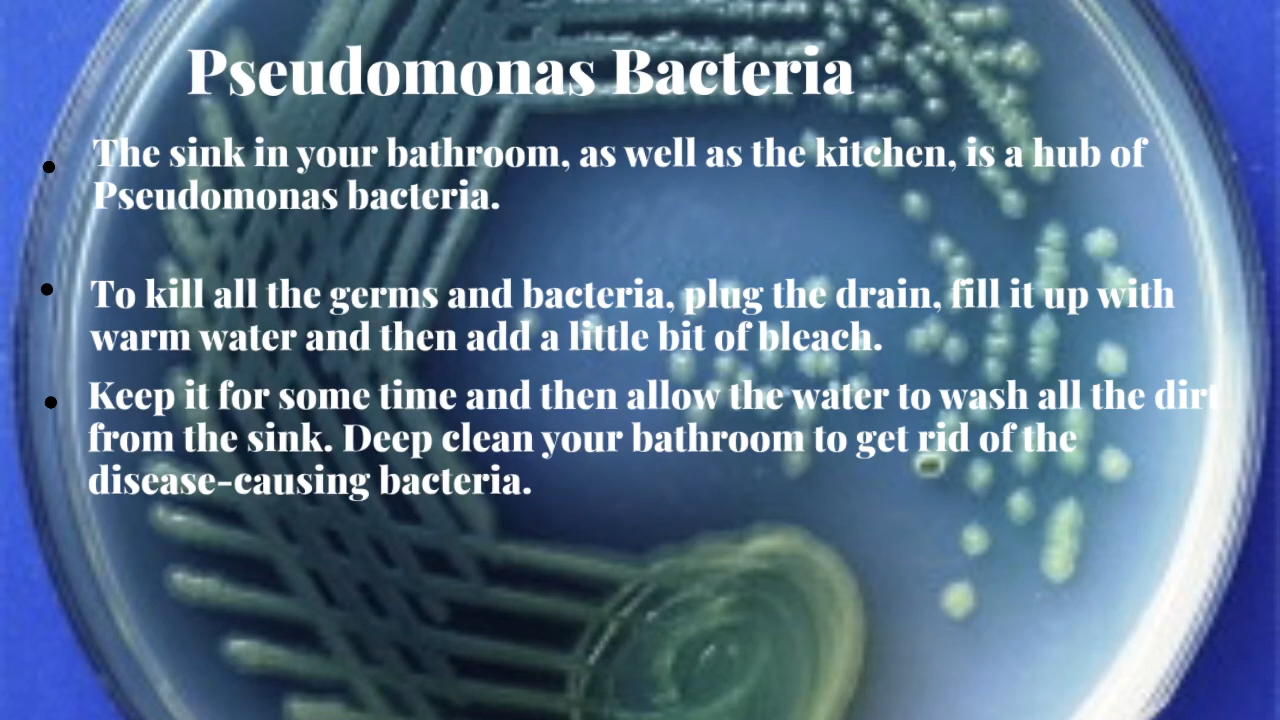 Pseudomonas Bacteria
• The sink in your bathroom, as well as the kitchen, is a hub of
Pseudomonas bacteria.
• To kill all the germs and bacteria, plug the drain, fill it up with
warm water and then add a little bit of bleach.
• Keep it for some time and then allow the water to wash all the dirt
from the sink. Deep clean your bathroom to get rid of the
disease-causing bacteria.